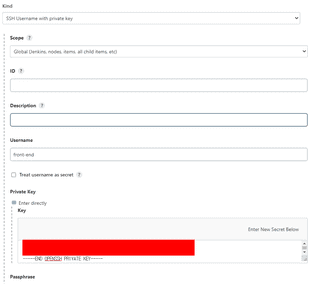 Kind
SSH Username with private key
Scope ?
Global (Jenkins, nodes, items, all child items, etc)
ID ?
Description ?
Username
front-end
Treat username as secret ?
Private Key
Enter directly
Key
Enter New Secret Below
-----END OPENSSH PRIVATE KEY-----
Passphrase